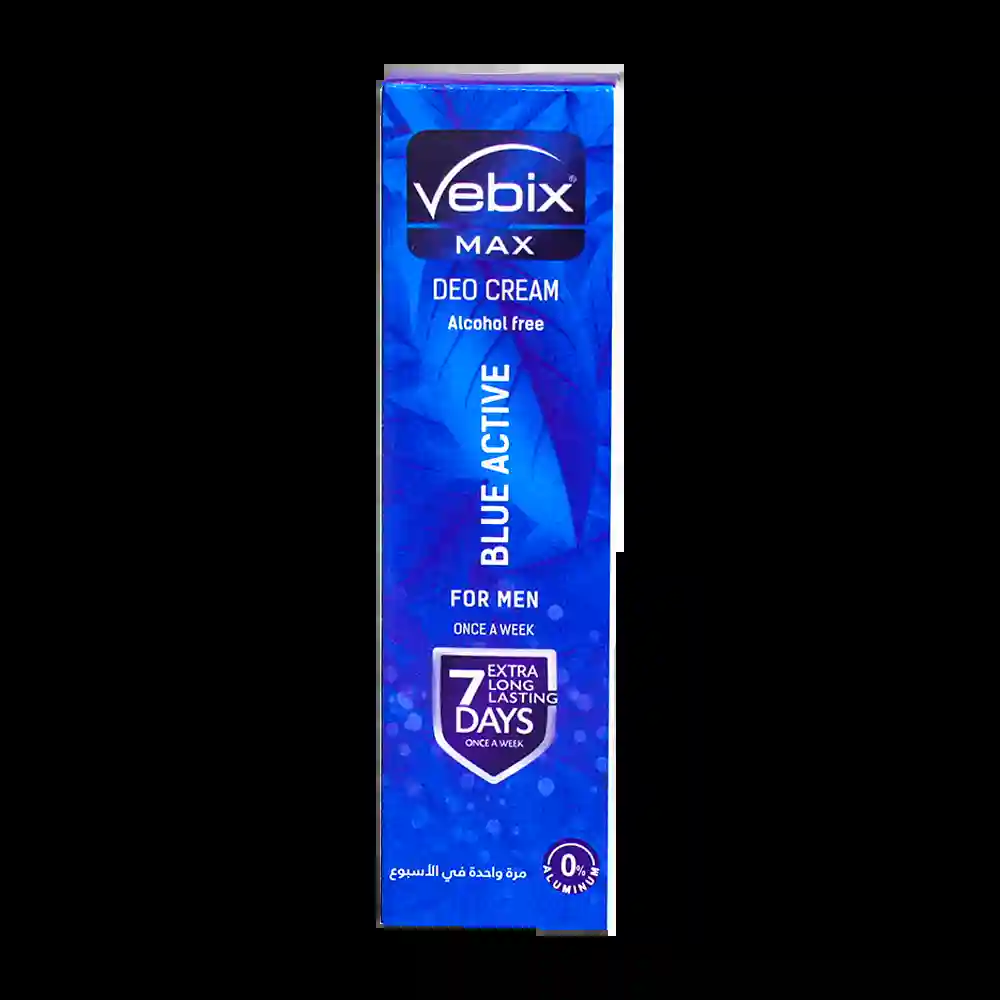 Vebix®
MAX
DEO CREAM
Alcohol free
BLUE ACTIVE
FOR MEN
ONCE A WEEK
7 EXTRA
LONG
LASTING
DAYS
ONCE A WEEK
مرة واحدة في الأسبوع
0%
ALUMINUM